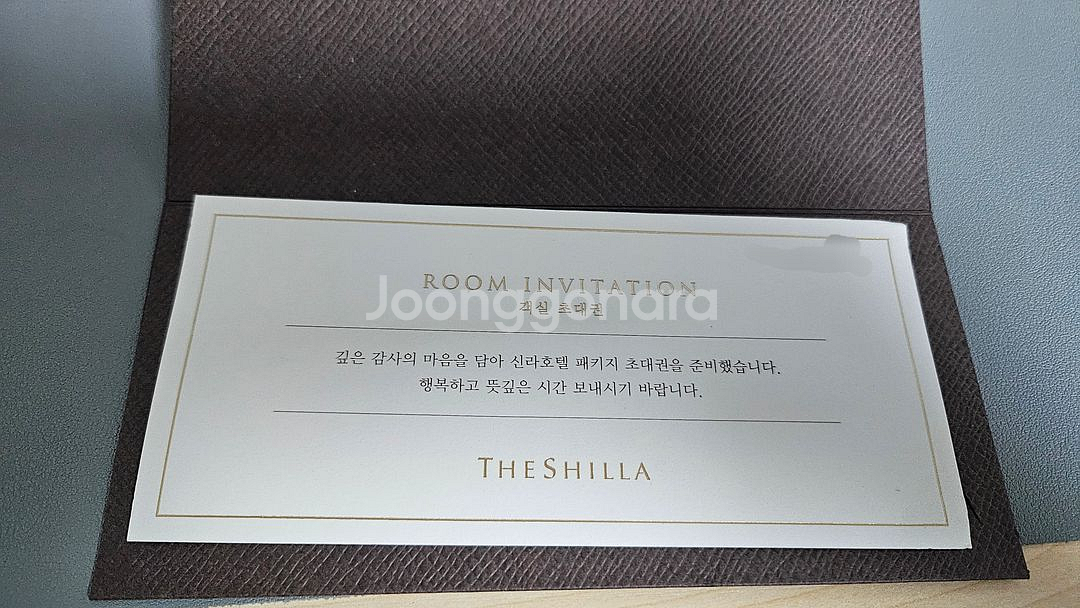 ROOM INVITATION
Joonggonara
객실 초대권
깊은 감사의 마음을 담아 신라호텔 패키지 초대권을 준비했습니다.
행복하고 뜻깊은 시간 보내시기 바랍니다.
THE SHILLA